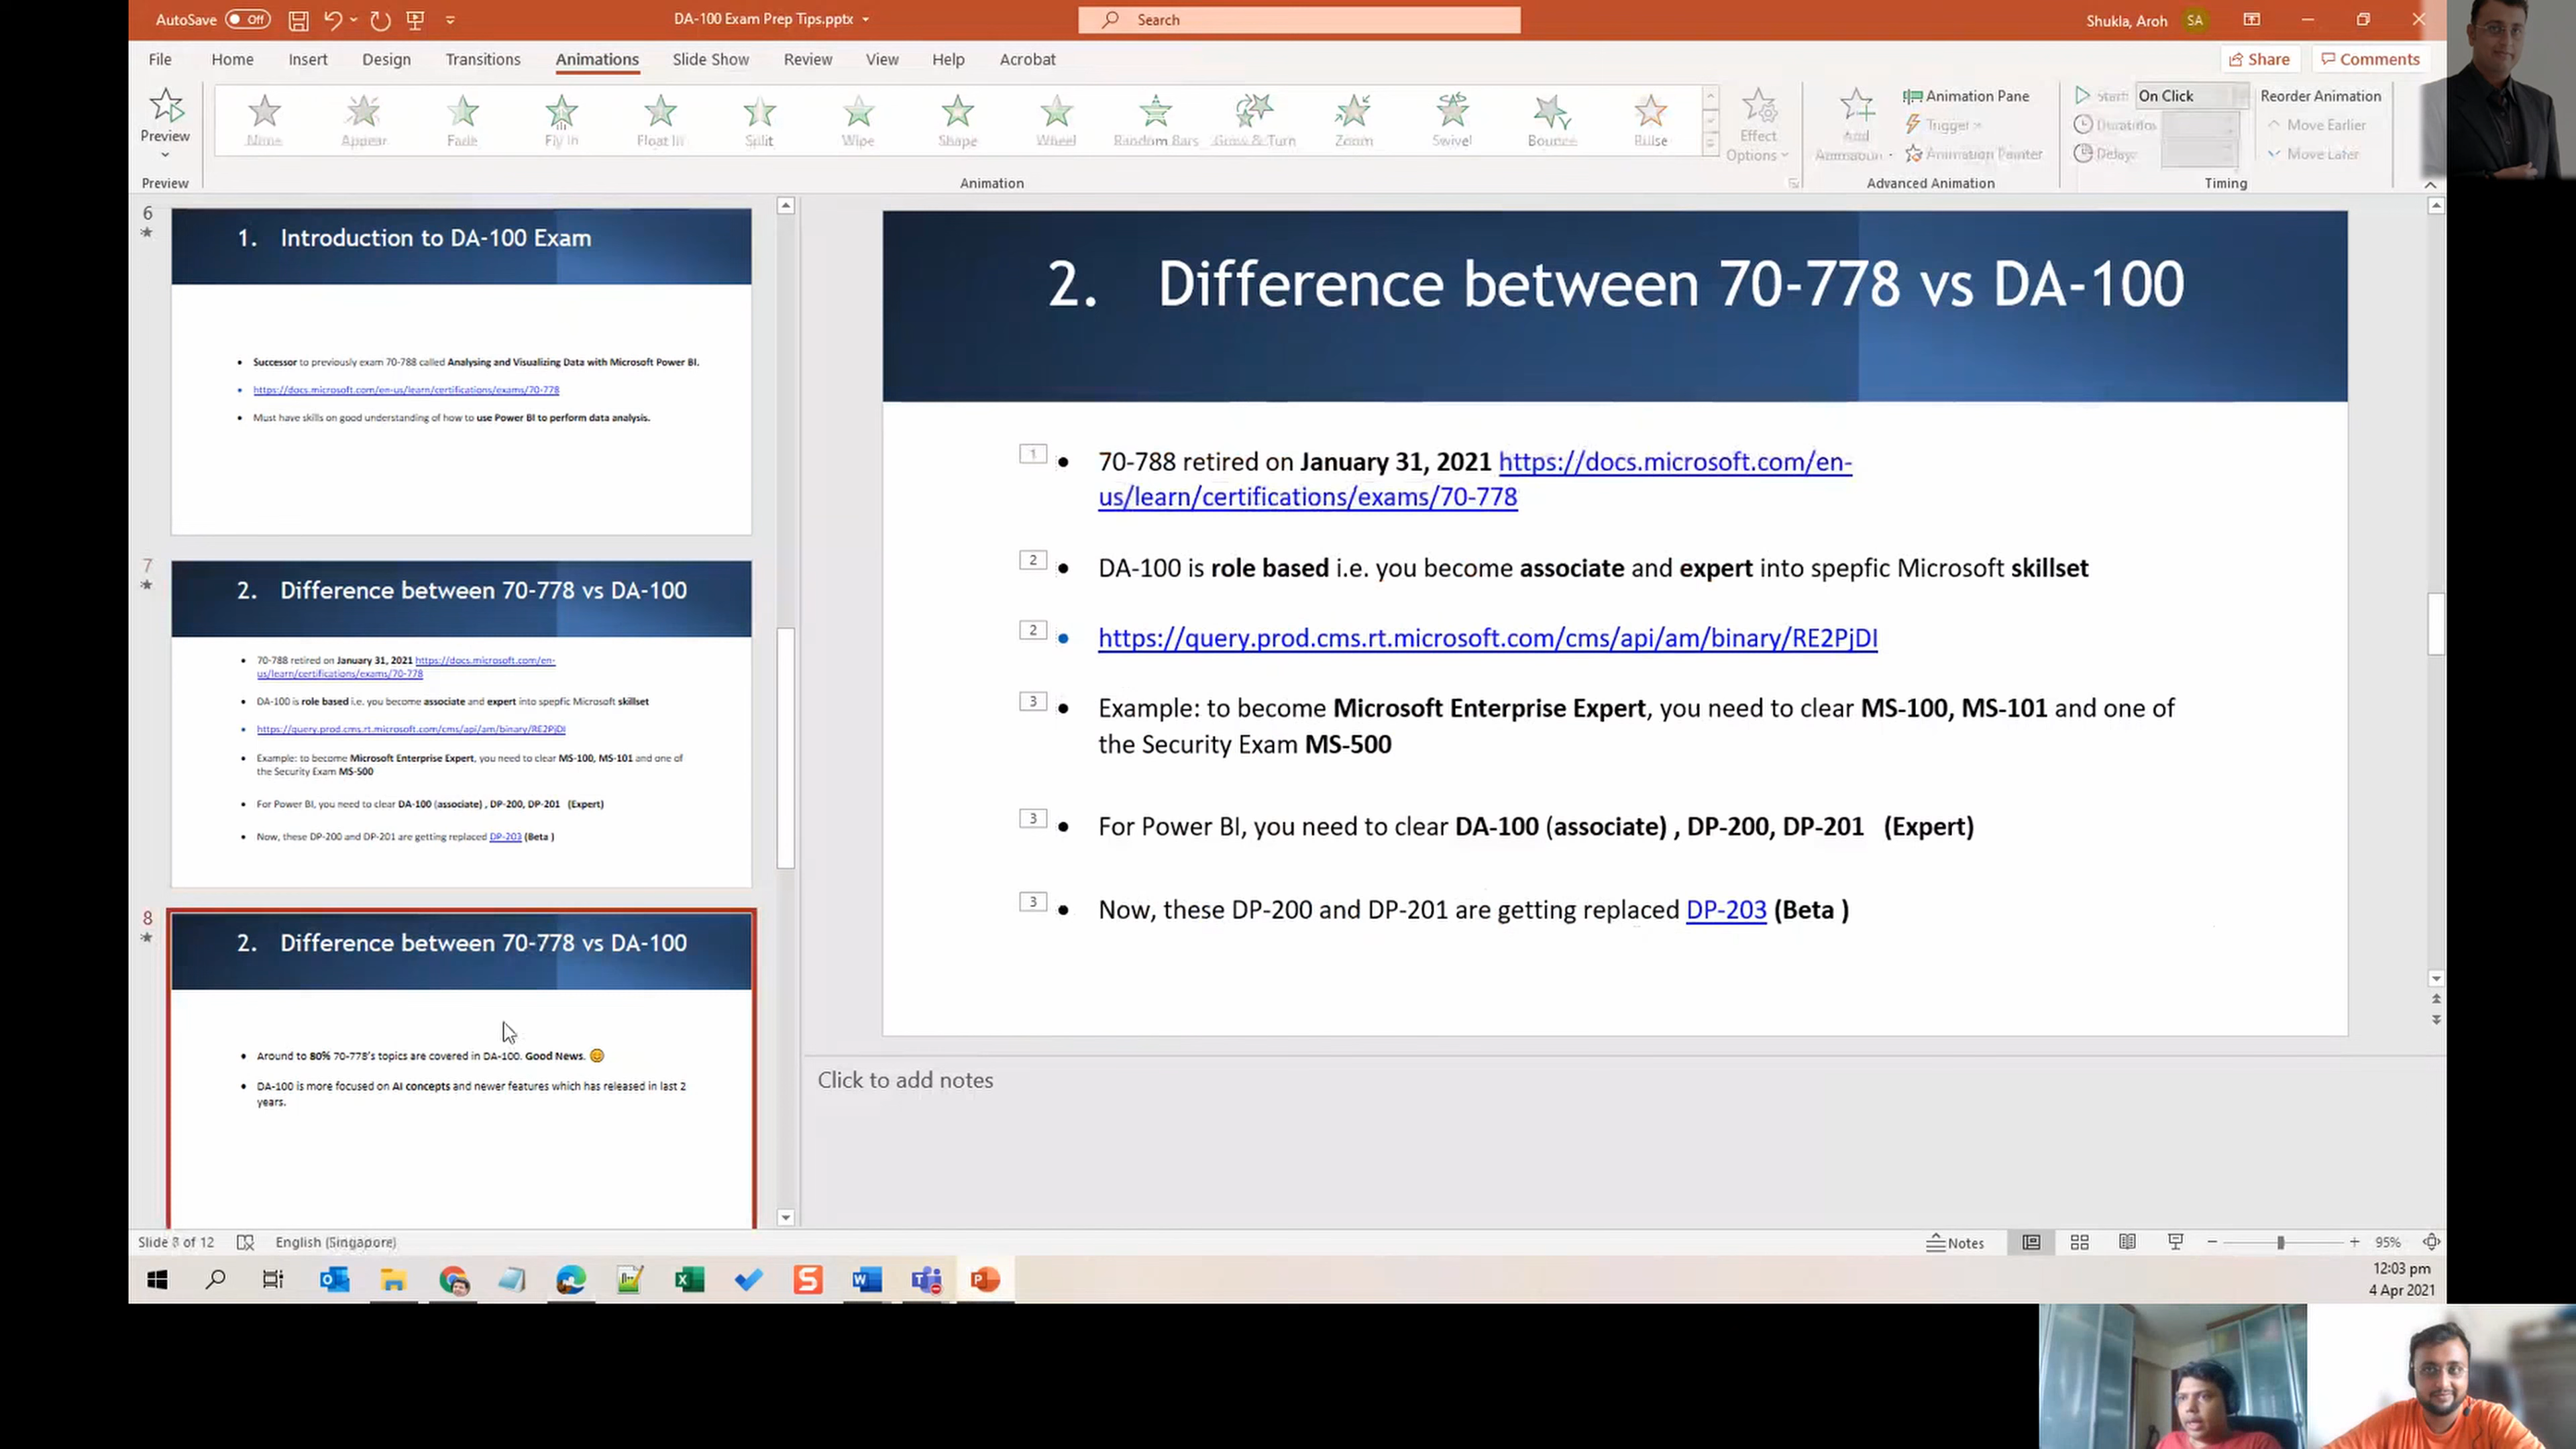 AutoSave Off
DA-100 Exam Prep Tips.pptx
Search
Shukla, Aroh SA
File Home Insert Design Transitions Animations Slide Show Review View Help Acrobat
Share Comments
Preview
None Appear Fade Fly In Float In Split Wipe Shape Wheel Random Bars Grow & Turn Zoom Swivel Bounce Pulse
Effect
Options
Add
Animation
Animation Pane
Trigger
Animation Painter
Start: On Click
Duration:
Delay:
Reorder Animation
Move Earlier
Move Later
Preview Animation Advanced Animation Timing
6
1. Introduction to DA-100 Exam
• Successor to previously exam 70-788 called Analysing and Visualizing Data with Microsoft Power BI.
• https://docs.microsoft.com/en-us/learn/certifications/exams/70-778
• Must have skills on good understanding of how to use Power BI to perform data analysis.
7
2. Difference between 70-778 vs DA-100
• 70-788 retired on January 31, 2021 https://docs.microsoft.com/en-
us/learn/certifications/exams/70-778
• DA-100 is role based i.e. you become associate and expert into spepfic Microsoft skillset
• https://query.prod.cms.rt.microsoft.com/cms/api/am/binary/RE2PjDI
• Example: to become Microsoft Enterprise Expert, you need to clear MS-100, MS-101 and one of
the Security Exam MS-500
• For Power BI, you need to clear DA-100 (associate) , DP-200, DP-201 (Expert)
• Now, these DP-200 and DP-201 are getting replaced DP-203 (Beta )
8
2. Difference between 70-778 vs DA-100
• Around to 80% 70-778's topics are covered in DA-100. Good News. 😊
• DA-100 is more focused on AI concepts and newer features which has released in last 2
years.
2. Difference between 70-778 vs DA-100
1 • 70-788 retired on January 31, 2021 https://docs.microsoft.com/en-
us/learn/certifications/exams/70-778
2 • DA-100 is role based i.e. you become associate and expert into spepfic Microsoft skillset
2 • https://query.prod.cms.rt.microsoft.com/cms/api/am/binary/RE2PjDI
3 • Example: to become Microsoft Enterprise Expert, you need to clear MS-100, MS-101 and one of
the Security Exam MS-500
3 • For Power BI, you need to clear DA-100 (associate) , DP-200, DP-201 (Expert)
3 • Now, these DP-200 and DP-201 are getting replaced DP-203 (Beta )
Click to add notes
Slide 8 of 12 English (Singapore)
Notes 95%
12:03 pm
4 Apr 2021